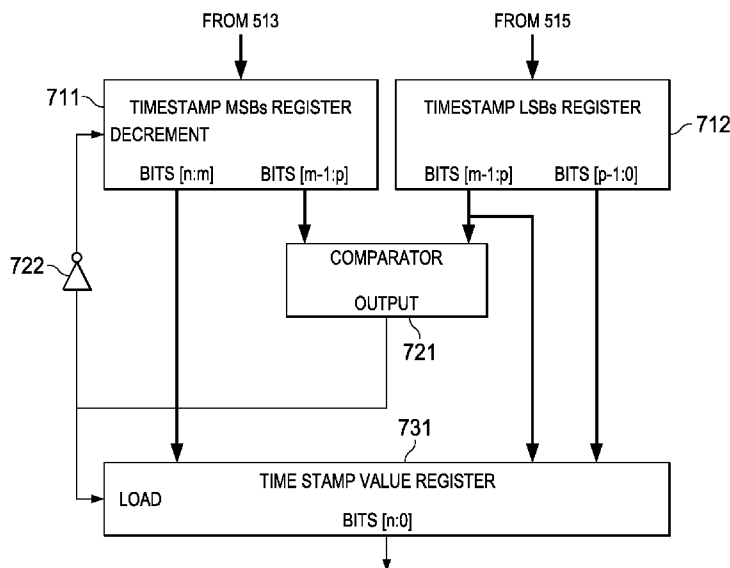 FROM 513
FROM 515
711
TIMESTAMP MSBs REGISTER
DECREMENT
BITS [n:m]
BITS [m-1:p]
TIMESTAMP LSBs REGISTER
712
BITS [m-1:p]
BITS [p-1:0]
722
COMPARATOR
OUTPUT
721
731
TIME STAMP VALUE REGISTER
LOAD
BITS [n:0]